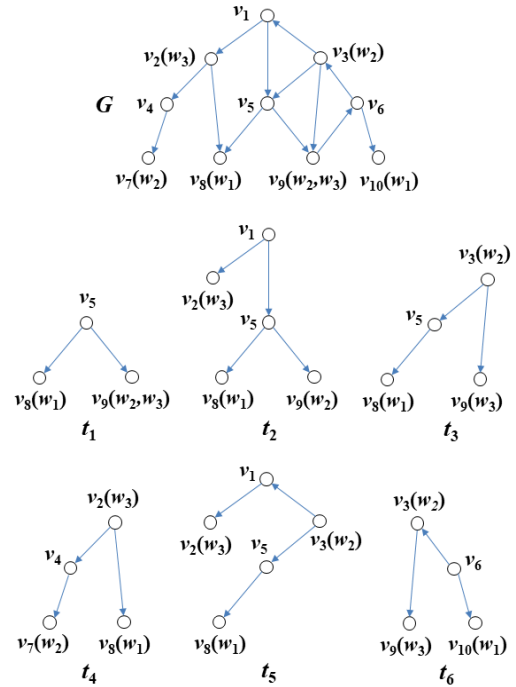 v1
v2(w3) v3(w2)
G v4 v5 v6
v7(w2) v8(w1) v9(w2,w3) v10(w1)
v5
v8(w1) v9(w2,w3)
t1
v1
v2(w3)
v5
v8(w1) v9(w2)
t2
v3(w2)
v5
v8(w1) v9(w3)
t3
v2(w3)
v4
v7(w2) v8(w1)
t4
v1
v2(w3) v3(w2)
v5
v8(w1)
t5
v3(w2)
v6
v9(w3) v10(w1)
t6